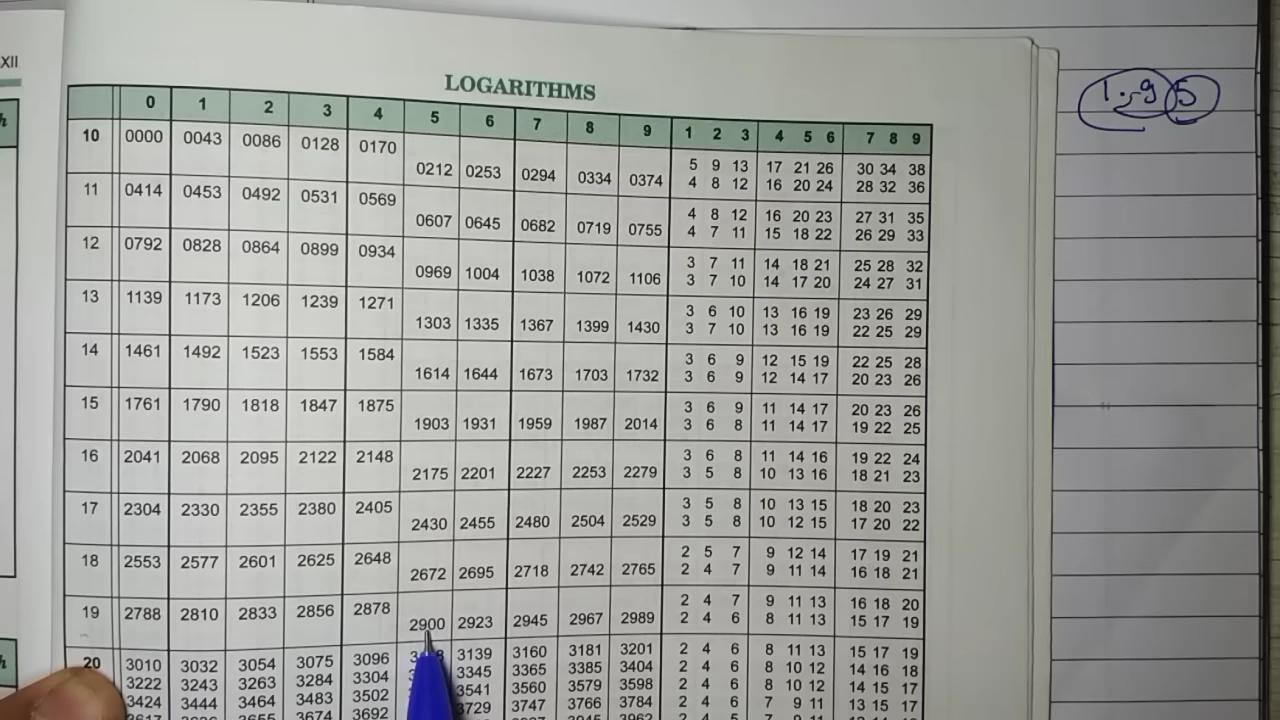 XII
h
h
LOGARITHMS
1.95
0 1 2 3 4 5 6 7 8 9 1 2 3 4 5 6 7 8 9
10 0000 0043 0086 0128 0170 5 9 13 17 21 26 30 34 38
0212 0253 0294 0334 0374 4 8 12 16 20 24 28 32 36
11 0414 0453 0492 0531 0569 4 8 12 16 20 23 27 31 35
0607 0645 0682 0719 0755 4 7 11 15 18 22 26 29 33
12 0792 0828 0864 0899 0934 3 7 11 14 18 21 25 28 32
0969 1004 1038 1072 1106 3 7 10 14 17 20 24 27 31
13 1139 1173 1206 1239 1271 3 6 10 13 16 19 23 26 29
1303 1335 1367 1399 1430 3 7 10 13 16 19 22 25 29
14 1461 1492 1523 1553 1584 3 6 9 12 15 19 22 25 28
1614 1644 1673 1703 1732 3 6 9 12 14 17 20 23 26
15 1761 1790 1818 1847 1875 3 6 9 11 14 17 20 23 26
1903 1931 1959 1987 2014 3 6 8 11 14 17 19 22 25
16 2041 2068 2095 2122 2148 3 6 8 11 14 16 19 22 24
2175 2201 2227 2253 2279 3 5 8 10 13 16 18 21 23
17 2304 2330 2355 2380 2405 3 5 8 10 13 15 18 20 23
2430 2455 2480 2504 2529 3 5 8 10 12 15 17 20 22
18 2553 2577 2601 2625 2648 2 5 7 9 12 14 17 19 21
2672 2695 2718 2742 2765 2 4 7 9 11 14 16 18 21
19 2788 2810 2833 2856 2878 2 4 7 9 11 13 16 18 20
2900 2923 2945 2967 2989 2 4 6 8 11 13 15 17 19
20 3010 3032 3054 3075 3096 3139 3160 3181 3201 2 4 6 8 11 13 15 17 19
3222 3243 3263 3284 3304 3345 3365 3385 3404 2 4 6 8 10 12 14 16 18
3424 3444 3464 3483 3502 3541 3560 3579 3598 2 4 6 8 10 12 14 15 17
3674 3692 3729 3747 3766 3784 2 4 6 7 9 11 13 15 17